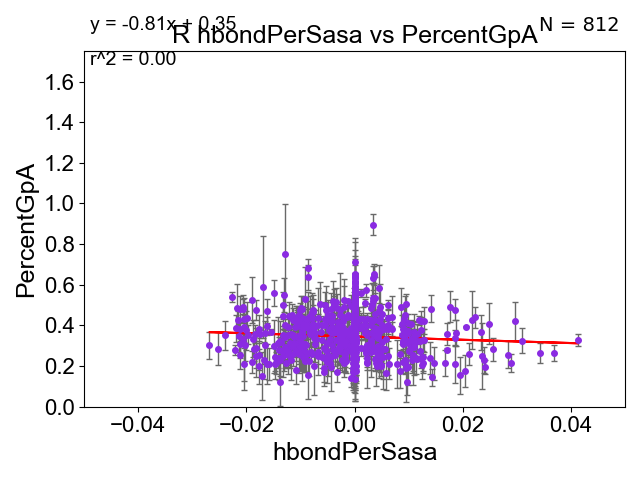 y = -0.81x + 0.35
N = 812
R hbondPerSasa vs PercentGpA
r^2 = 0.00
PercentGpA
1.6
1.4
1.2
1.0
0.8
0.6
0.4
0.2
0.0
−0.04 −0.02 0.00 0.02 0.04
hbondPerSasa